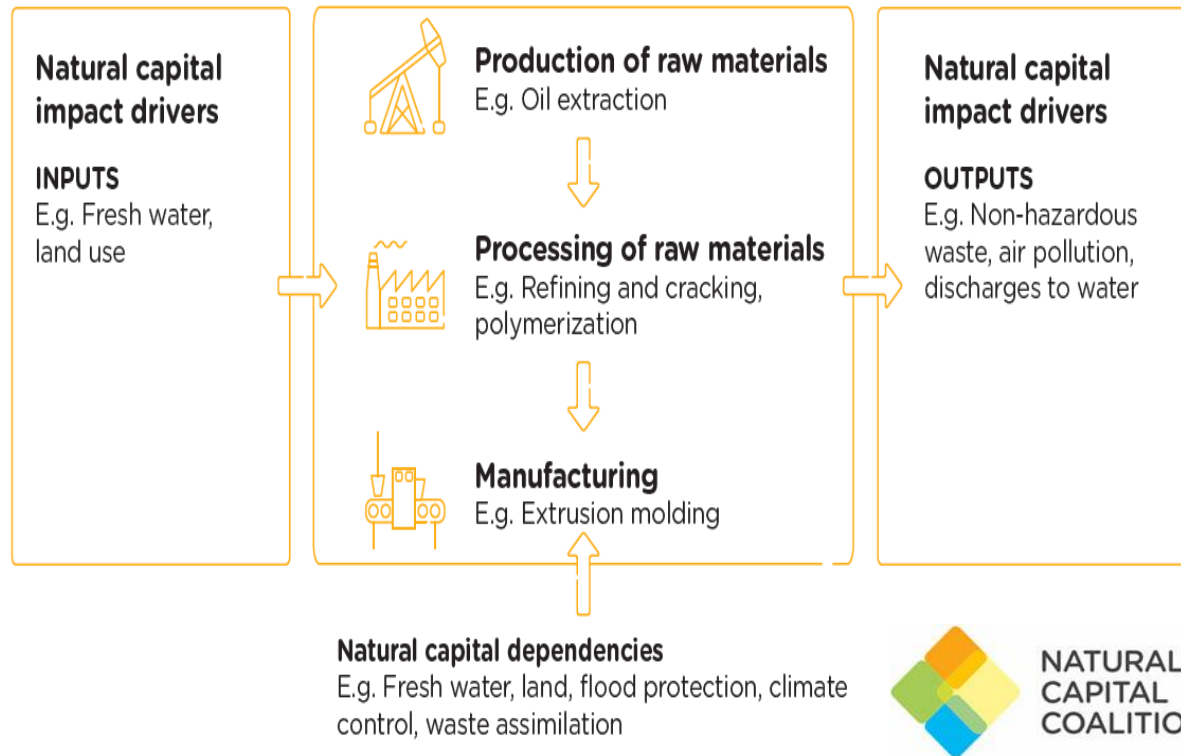 Natural capital
impact drivers
INPUTS
E.g. Fresh water,
land use
Production of raw materials
E.g. Oil extraction
Processing of raw materials
E.g. Refining and cracking,
polymerization
Manufacturing
E.g. Extrusion molding
Natural capital
impact drivers
OUTPUTS
E.g. Non-hazardous
waste, air pollution,
discharges to water
Natural capital dependencies
E.g. Fresh water, land, flood protection, climate
control, waste assimilation
NATURAL
CAPITAL
COALITIO